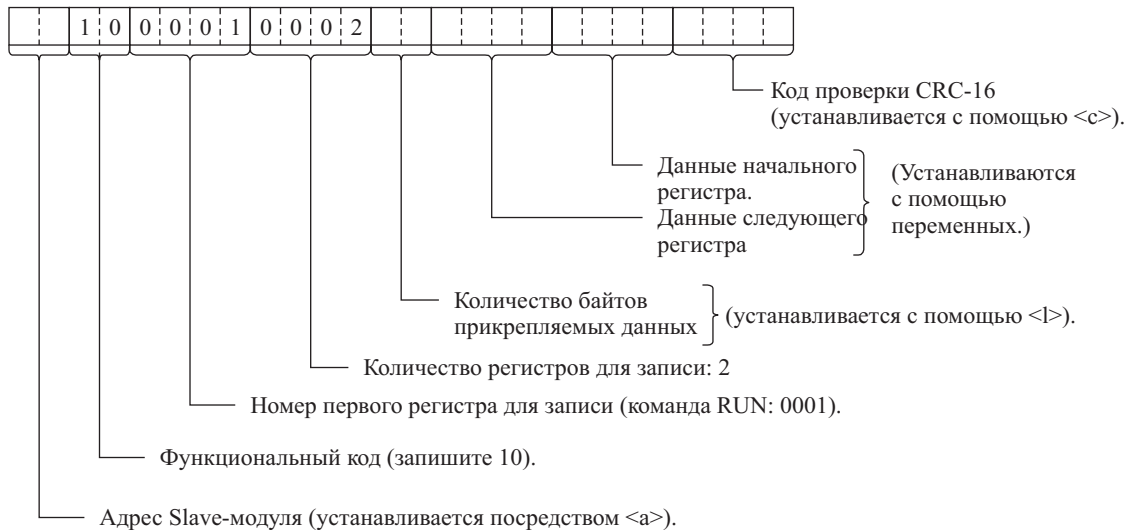 1 0 0 0 0 1 0 0 0 2
Код проверки CRC-16
(устанавливается с помощью <c>).
Данные начального
регистра.
Данные следующего
регистра
(Устанавливаются
с помощью
переменных.)
Количество байтов
прикрепляемых данных
(устанавливается с помощью <l>).
Количество регистров для записи: 2
Номер первого регистра для записи (команда RUN: 0001).
Функциональный код (запишите 10).
Адрес Slave-модуля (устанавливается посредством <a>).